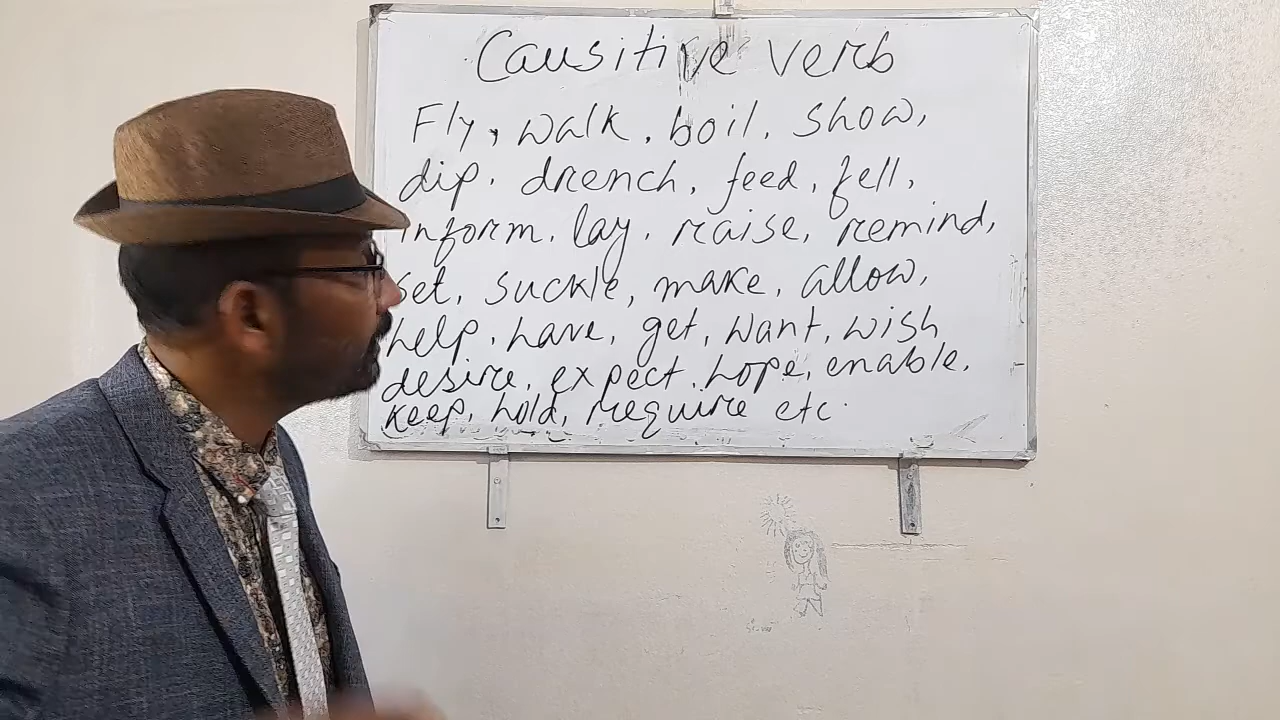 Causitive verb
Fly, walk, boil, show,
dip, drench, feed, fell,
inform, lay, raise, remind,
set, suckle, make, allow,
help, have, get, want, wish
desire, expect, hope, enable,
keep, hold, require etc.